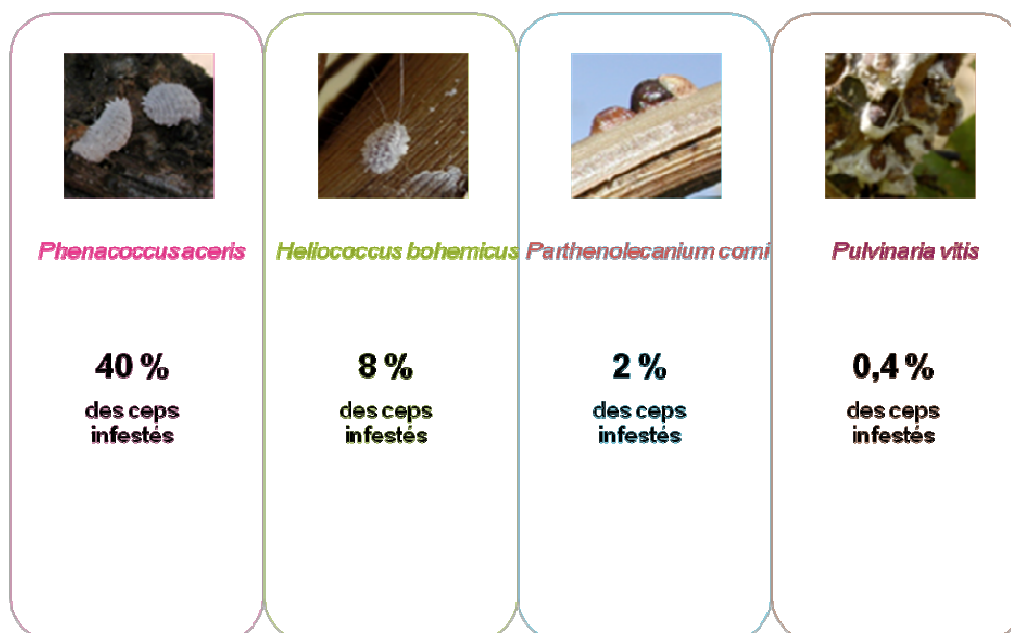 Phenacoccus aceris
Heliococcus bohemicus
Parthenolecanium corni
Pulvinaria vitis
40 %
des ceps
infestés
8 %
des ceps
infestés
2 %
des ceps
infestés
0,4 %
des ceps
infestés